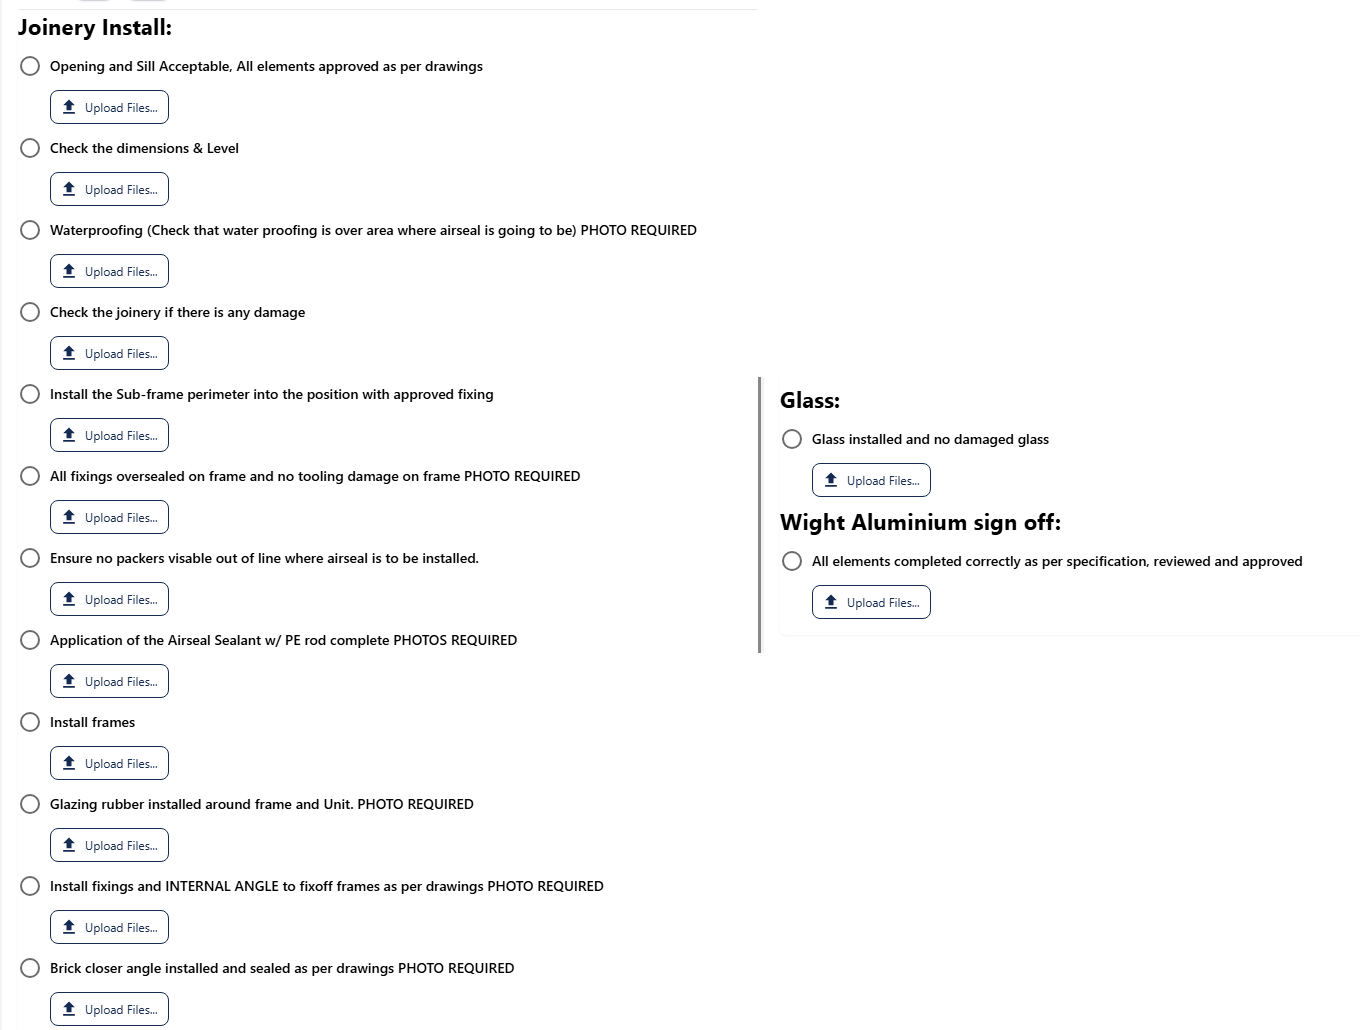 Joinery Install:
Opening and Sill Acceptable, All elements approved as per drawings
Upload Files...
Check the dimensions & Level
Upload Files...
Waterproofing (Check that water proofing is over area where airseal is going to be) PHOTO REQUIRED
Upload Files...
Check the joinery if there is any damage
Upload Files...
Install the Sub-frame perimeter into the position with approved fixing
Upload Files...
All fixings oversealed on frame and no tooling damage on frame PHOTO REQUIRED
Upload Files...
Ensure no packers visable out of line where airseal is to be installed.
Upload Files...
Application of the Airseal Sealant w/ PE rod complete PHOTOS REQUIRED
Upload Files...
Install frames
Upload Files...
Glazing rubber installed around frame and Unit. PHOTO REQUIRED
Upload Files...
Install fixings and INTERNAL ANGLE to fixoff frames as per drawings PHOTO REQUIRED
Upload Files...
Brick closer angle installed and sealed as per drawings PHOTO REQUIRED
Upload Files...
Glass:
Glass installed and no damaged glass
Upload Files...
Wight Aluminium sign off:
All elements completed correctly as per specification, reviewed and approved
Upload Files...